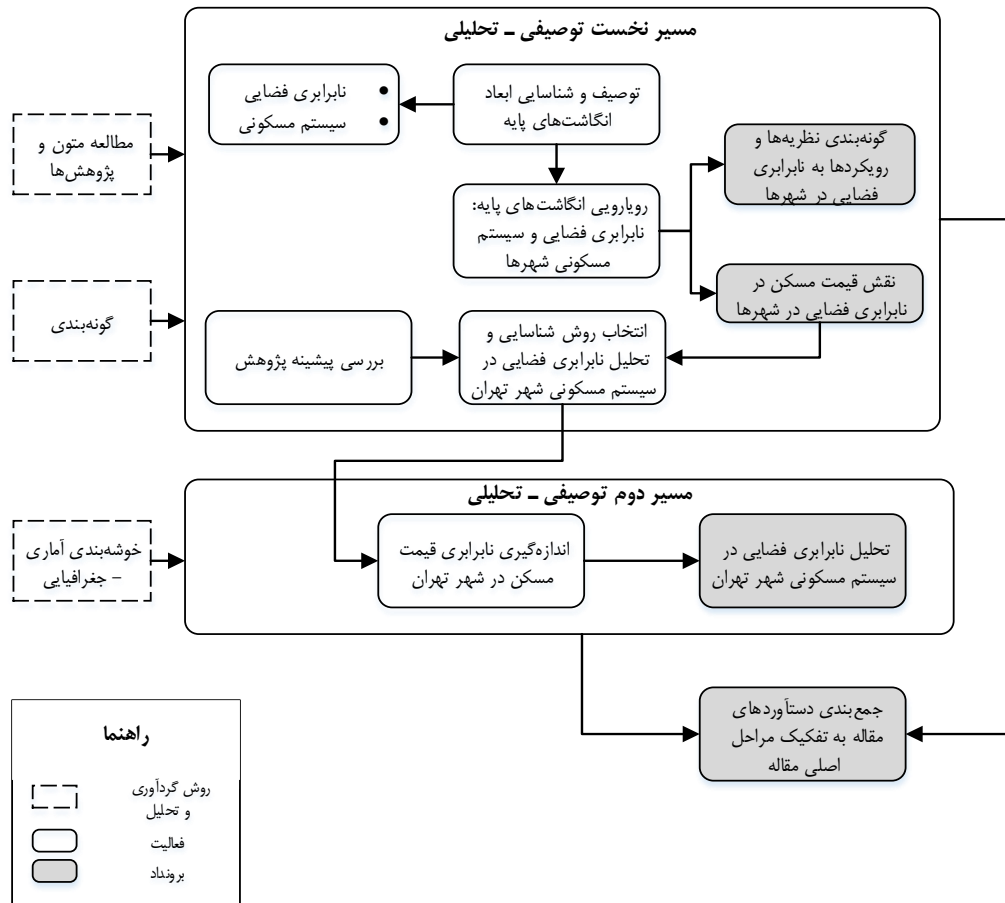 مسیر نخست توصیفی ـ تحلیلی
توصیف و شناسایی ابعاد
انگاشت‌های پایه
• نابرابری فضایی
• سیستم مسکونی
مطالعه متون و
پژوهش‌ها
گونه‌بندی نظریه‌ها و
رویکردها به نابرابری
فضایی در شهرها
رویارویی انگاشت‌های پایه:
نابرابری فضایی و سیستم
مسکونی شهرها
نقش قیمت مسکن در
نابرابری فضایی در شهرها
گونه‌بندی
انتخاب روش شناسایی و
تحلیل نابرابری فضایی در
سیستم مسکونی شهر تهران
بررسی پیشینه پژوهش
مسیر دوم توصیفی ـ تحلیلی
خوشه‌بندی آماری
– جغرافیایی
اندازه‌گیری نابرابری قیمت
مسکن در شهر تهران
تحلیل نابرابری فضایی در
سیستم مسکونی شهر تهران
جمع‌بندی دستآوردهای
مقاله به تفکیک مراحل
اصلی مقاله
راهنما
روش گردآوری
و تحلیل
فعالیت
برونداد